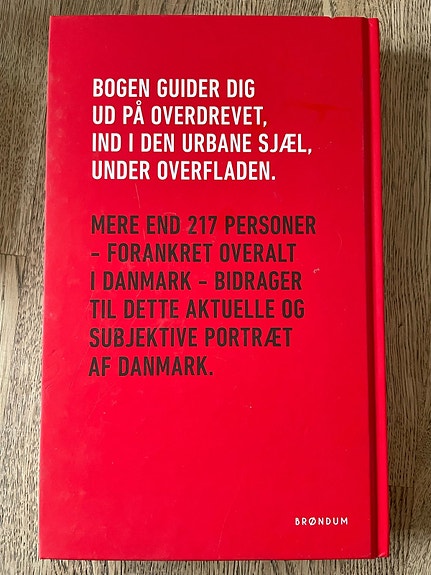 BOGEN GUIDER DIG
UD PÅ OVERDREVET,
IND I DEN URBANE SJÆL,
UNDER OVERFLADEN.
MERE END 217 PERSONER
– FORANKRET OVERALT
I DANMARK – BIDRAGER
TIL DETTE AKTUELLE OG
SUBJEKTIVE PORTRÆT
AF DANMARK.
BRØNDUM